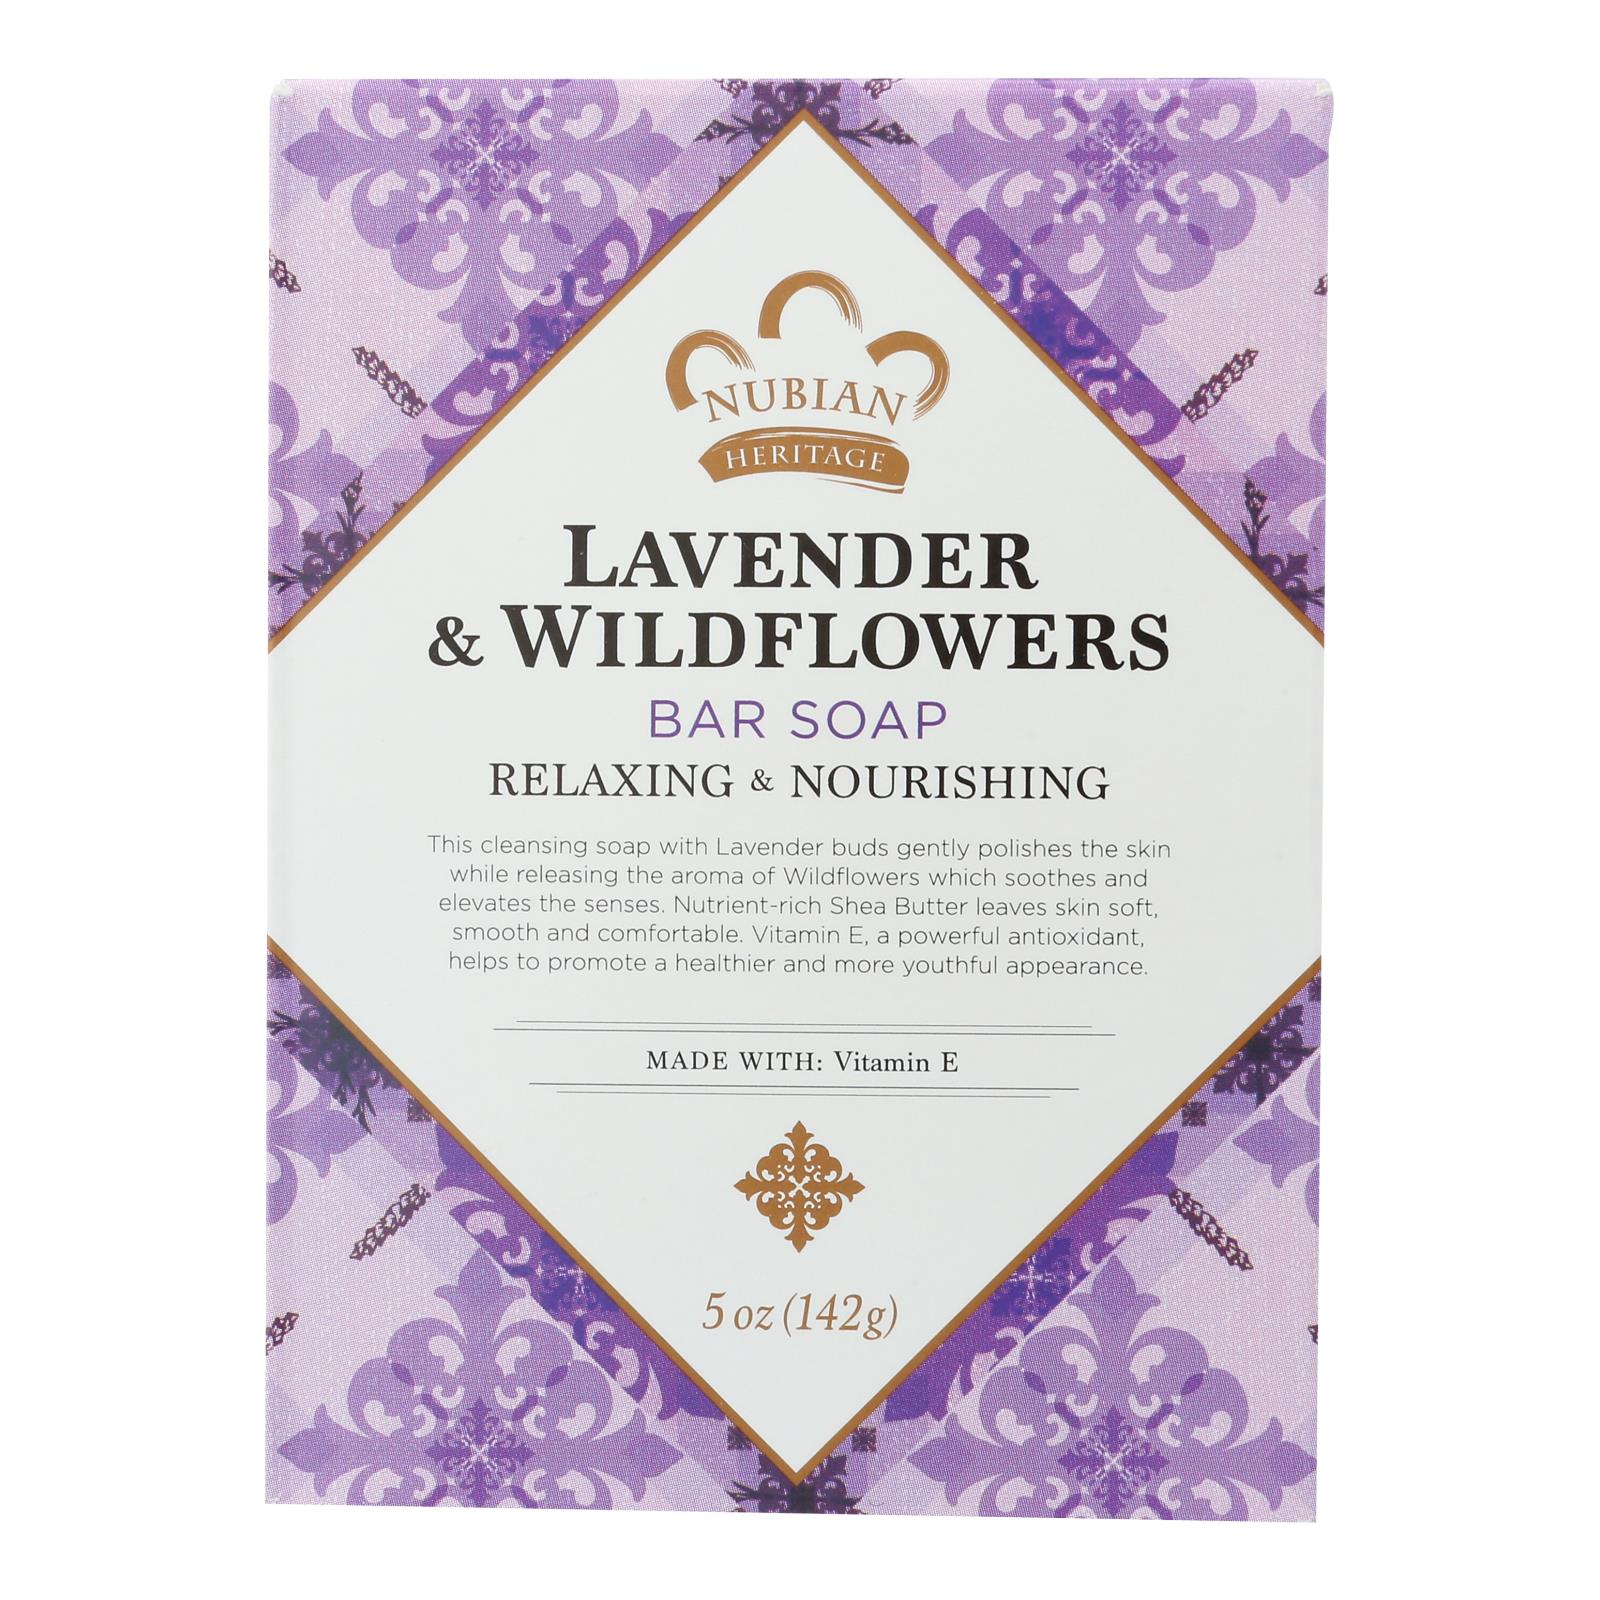 NUBIAN
HERITAGE
LAVENDER
& WILDFLOWERS
BAR SOAP
RELAXING & NOURISHING
This cleansing soap with Lavender buds gently polishes the skin
while releasing the aroma of Wildflowers which soothes and
elevates the senses. Nutrient-rich Shea Butter leaves skin soft,
smooth and comfortable. Vitamin E, a powerful antioxidant,
helps to promote a healthier and more youthful appearance.
MADE WITH: Vitamin E
5 oz (142g)